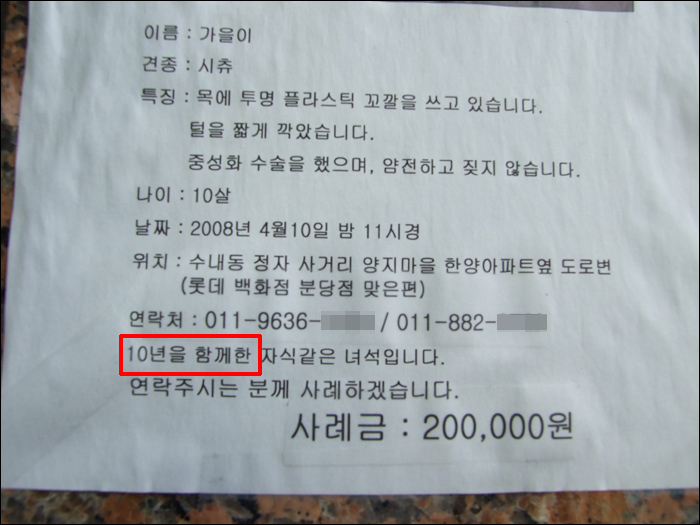 이름 : 가을이
견종 : 시츄
특징 : 목에 투명 플라스틱 꼬깔을 쓰고 있습니다.
털을 짧게 깍았습니다.
중성화 수술을 했으며, 얌전하고 짖지 않습니다.
나이 : 10살
날짜 : 2008년 4월10일 밤 11시경
위치 : 수내동 정자 사거리 양지마을 한양아파트옆 도로변
(롯데 백화점 분당점 맞은편)
연락처 : 011-9636- / 011-882-
10년을 함께한 자식같은 녀석입니다.
연락주시는 분께 사례하겠습니다.
사례금 : 200,000원